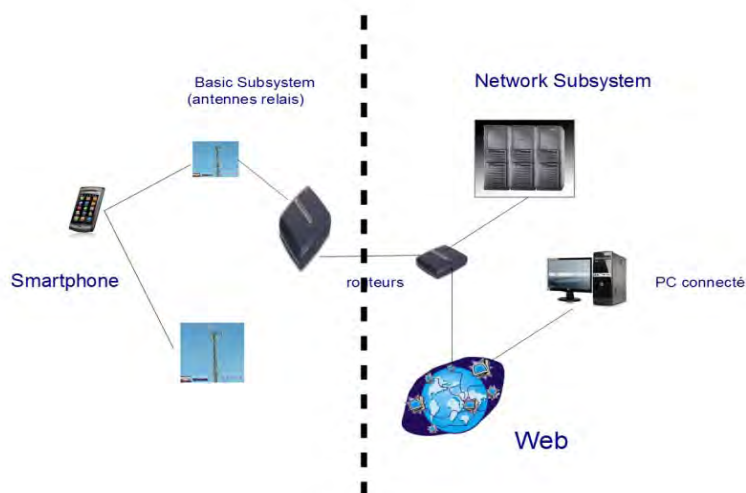 Basic Subsystem
(antennes relais)
Network Subsystem
Smartphone
routeurs
PC connecté
Web